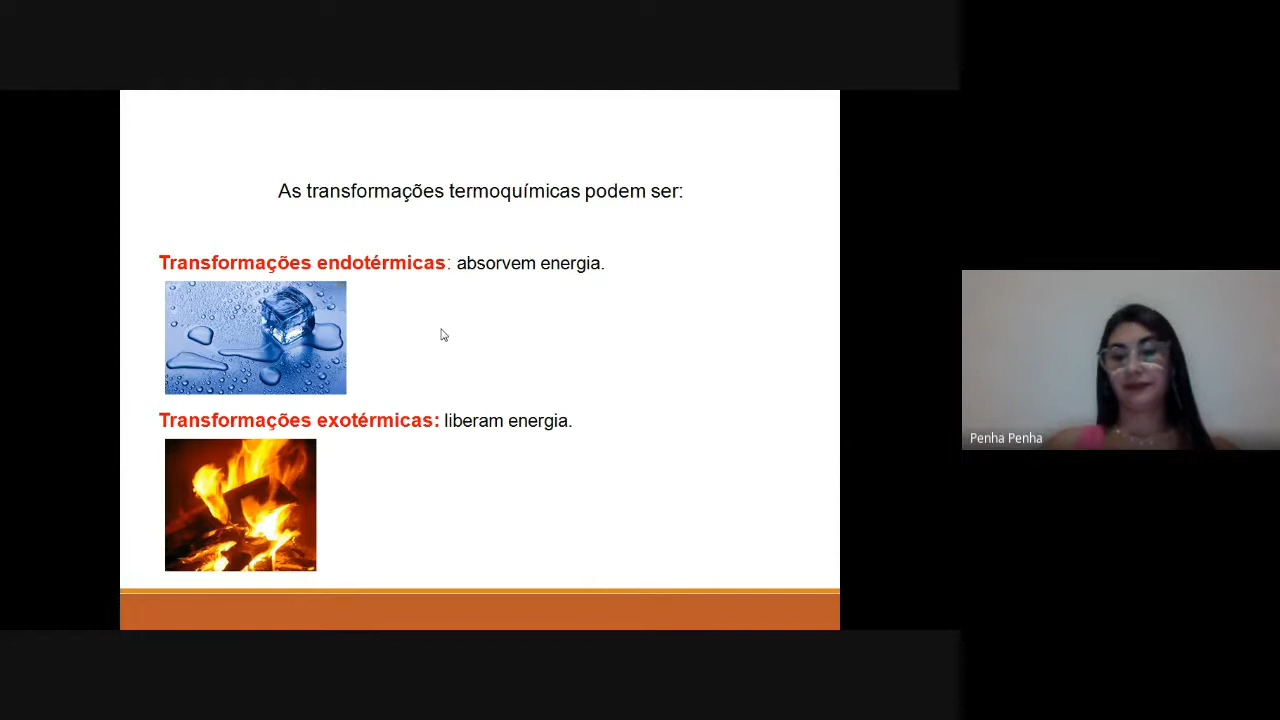 As transformações termoquímicas podem ser:
Transformações endotérmicas: absorvem energia.
Transformações exotérmicas: liberam energia.
Penha Penha